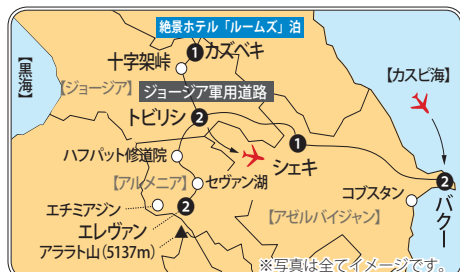 絶景ホテル「ルームズ」泊
1カズベキ
十字架峠
【黒海】
【ジョージア】
ジョージア軍用道路
【カスピ海】
トビリシ 2
1
シェキ
ハフパット修道院
【アルメニア】
セヴァン湖
2
バクー
コブスタン
エチミアジン
2
エレヴァン
【アゼルバイジャン】
アララト山(5137m)
※写真は全てイメージです。